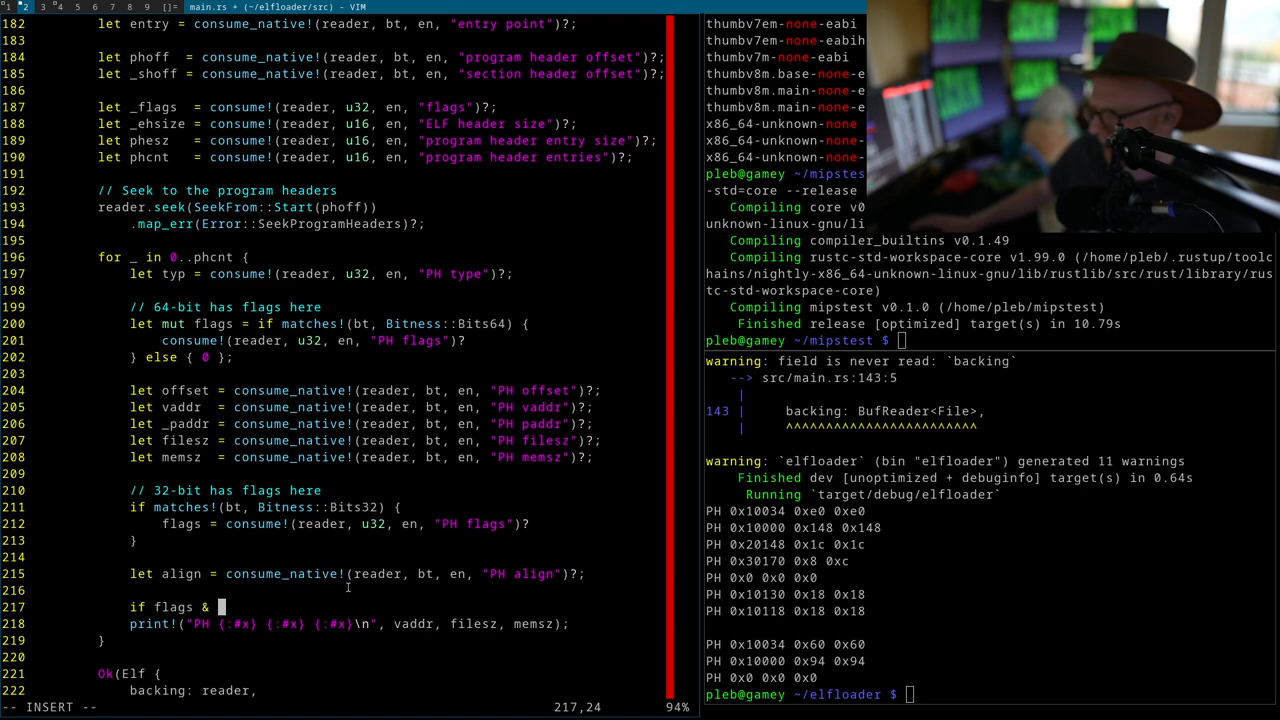 1 2 3 4 5 6 7 8 9 []= main.rs + (~/elfloader/src) - VIM
182 let entry = consume_native!(reader, bt, en, "entry point")?;
183
184 let phoff  = consume_native!(reader, bt, en, "program header offset")?;
185 let _shoff = consume_native!(reader, bt, en, "section header offset")?;
186
187 let _flags  = consume!(reader, u32, en, "flags")?;
188 let _ehsize = consume!(reader, u16, en, "ELF header size")?;
189 let phesz   = consume!(reader, u16, en, "program header entry size")?;
190 let phcnt   = consume!(reader, u16, en, "program header entries")?;
191
192 // Seek to the program headers
193 reader.seek(SeekFrom::Start(phoff))
194 .map_err(Error::SeekProgramHeaders)?;
195
196 for _ in 0..phcnt {
197 let typ = consume!(reader, u32, en, "PH type")?;
198
199 // 64-bit has flags here
200 let mut flags = if matches!(bt, Bitness::Bits64) {
201 consume!(reader, u32, en, "PH flags")?
202 } else { 0 };
203
204 let offset = consume_native!(reader, bt, en, "PH offset")?;
205 let vaddr  = consume_native!(reader, bt, en, "PH vaddr")?;
206 let _paddr = consume_native!(reader, bt, en, "PH paddr")?;
207 let filesz = consume_native!(reader, bt, en, "PH filesz")?;
208 let memsz  = consume_native!(reader, bt, en, "PH memsz")?;
209
210 // 32-bit has flags here
211 if matches!(bt, Bitness::Bits32) {
212 flags = consume!(reader, u32, en, "PH flags")?
213 }
214
215 let align = consume_native!(reader, bt, en, "PH align")?;
216
217 if flags &
218 print!("PH {:#x} {:#x} {:#x}\n", vaddr, filesz, memsz);
219 }
220
221 Ok(Elf {
222 backing: reader,
-- INSERT -- 217,24 94%
thumbv7em-none-eabi
thumbv7em-none-eabih
thumbv7m-none-eabi
thumbv8m.base-none-e
thumbv8m.main-none-e
thumbv8m.main-none-e
x86_64-unknown-none
x86_64-unknown-none-
x86_64-unknown-none-
pleb@gamey ~/mipstes
-std=core --release
Compiling core v0
unknown-linux-gnu/li
Compiling compiler_builtins v0.1.49
Compiling rustc-std-workspace-core v1.99.0 (/home/pleb/.rustup/toolc
hains/nightly-x86_64-unknown-linux-gnu/lib/rustlib/src/rust/library/rus
tc-std-workspace-core)
Compiling mipstest v0.1.0 (/home/pleb/mipstest)
Finished release [optimized] target(s) in 10.79s
pleb@gamey ~/mipstest $
warning: field is never read: `backing`
--> src/main.rs:143:5
|
143 | backing: BufReader<File>,
| ^^^^^^^^^^^^^^^^^^^^^^^^
warning: `elfloader` (bin "elfloader") generated 11 warnings
Finished dev [unoptimized + debuginfo] target(s) in 0.64s
Running `target/debug/elfloader`
PH 0x10034 0xe0 0xe0
PH 0x10000 0x148 0x148
PH 0x20148 0x1c 0x1c
PH 0x30170 0x8 0xc
PH 0x0 0x0 0x0
PH 0x10130 0x18 0x18
PH 0x10118 0x18 0x18
PH 0x10034 0x60 0x60
PH 0x10000 0x94 0x94
PH 0x0 0x0 0x0
pleb@gamey ~/elfloader $